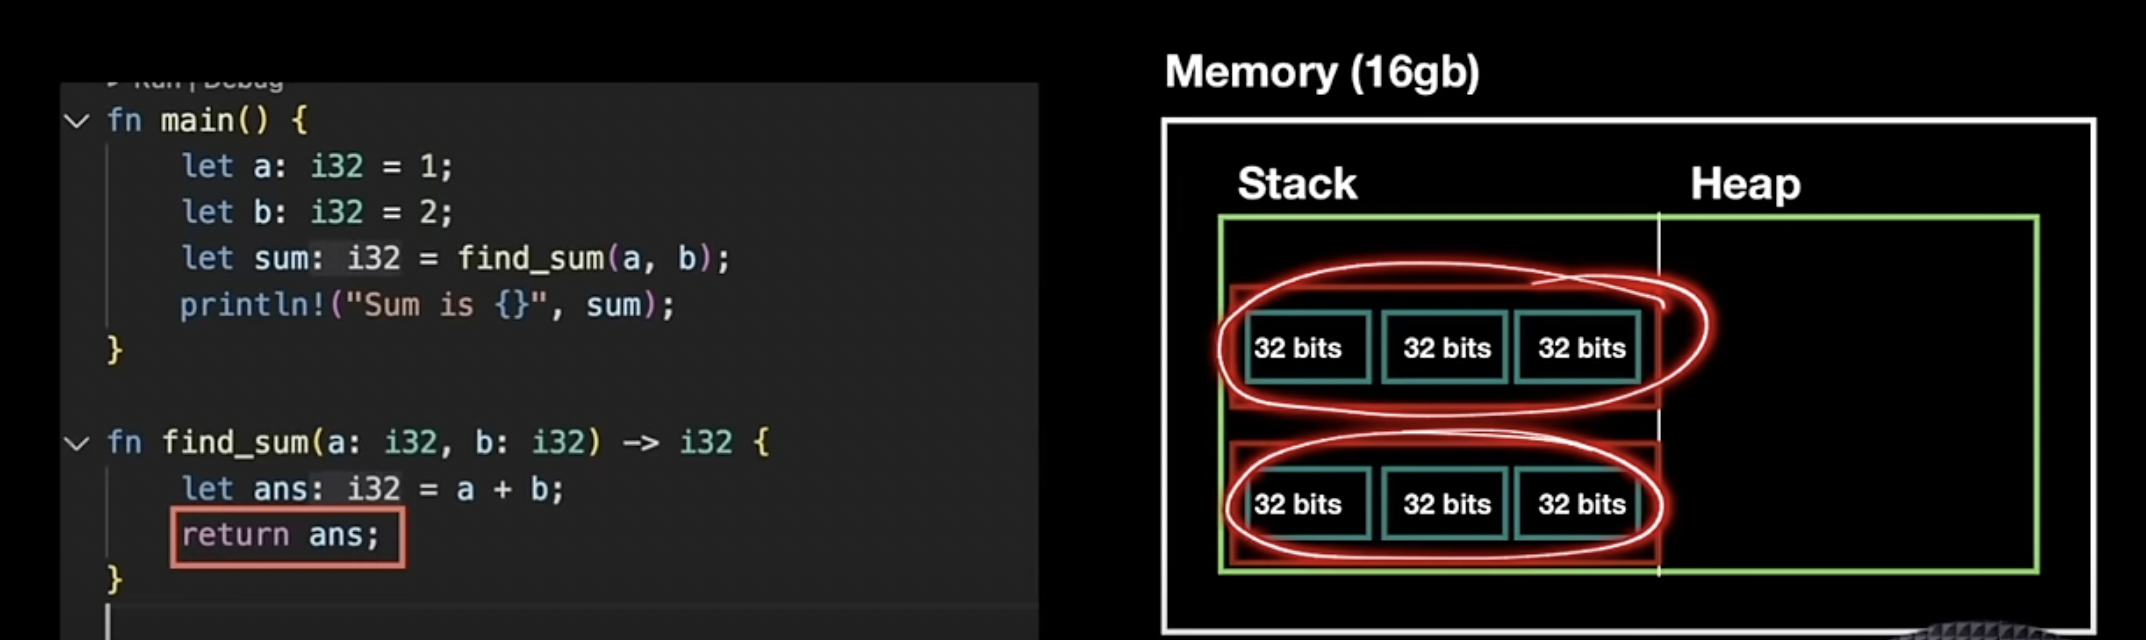 Run | Debug
fn main() {
let a: i32 = 1;
let b: i32 = 2;
let sum: i32 = find_sum(a, b);
println!("Sum is {}", sum);
}
fn find_sum(a: i32, b: i32) -> i32 {
let ans: i32 = a + b;
return ans;
}
Memory (16gb)
Stack Heap
32 bits 32 bits 32 bits
32 bits 32 bits 32 bits